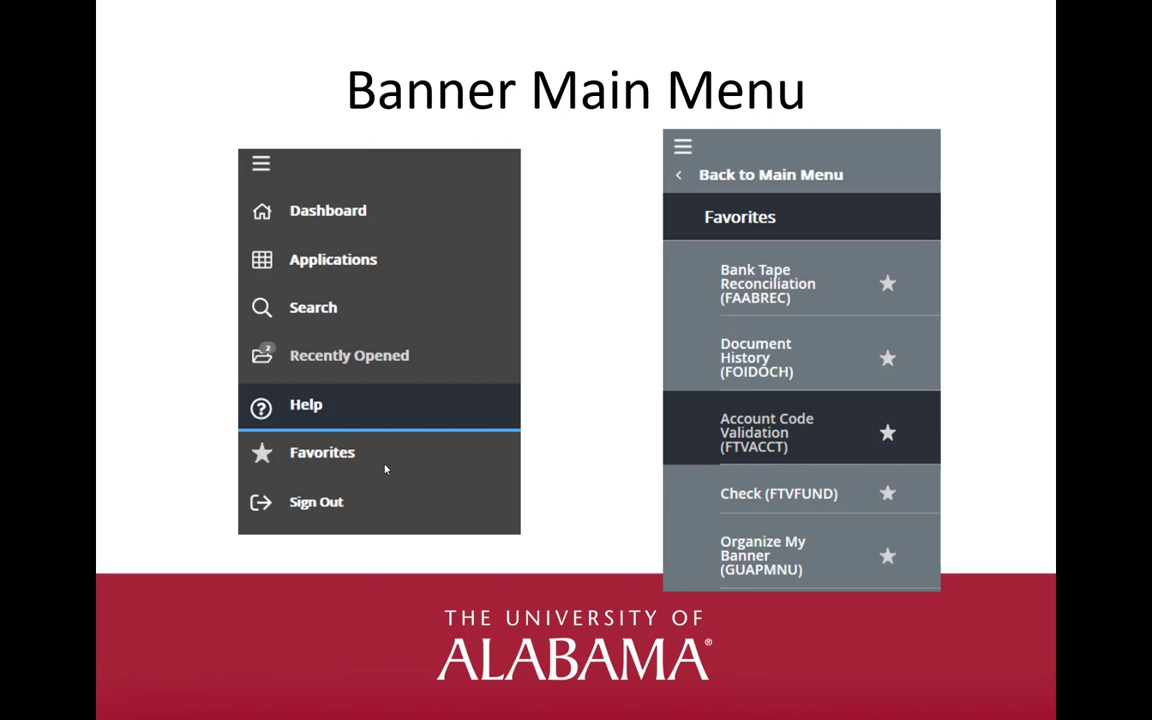 Banner Main Menu
Dashboard
Applications
Search
2
Recently Opened
Help
Favorites
Sign Out
Back to Main Menu
Favorites
Bank Tape
Reconciliation
(FAABREC)
Document
History
(FOIDOCH)
Account Code
Validation
(FTVACCT)
Check (FTVFUND)
Organize My
Banner
(GUAPMNU)
THE UNIVERSITY OF
ALABAMA®